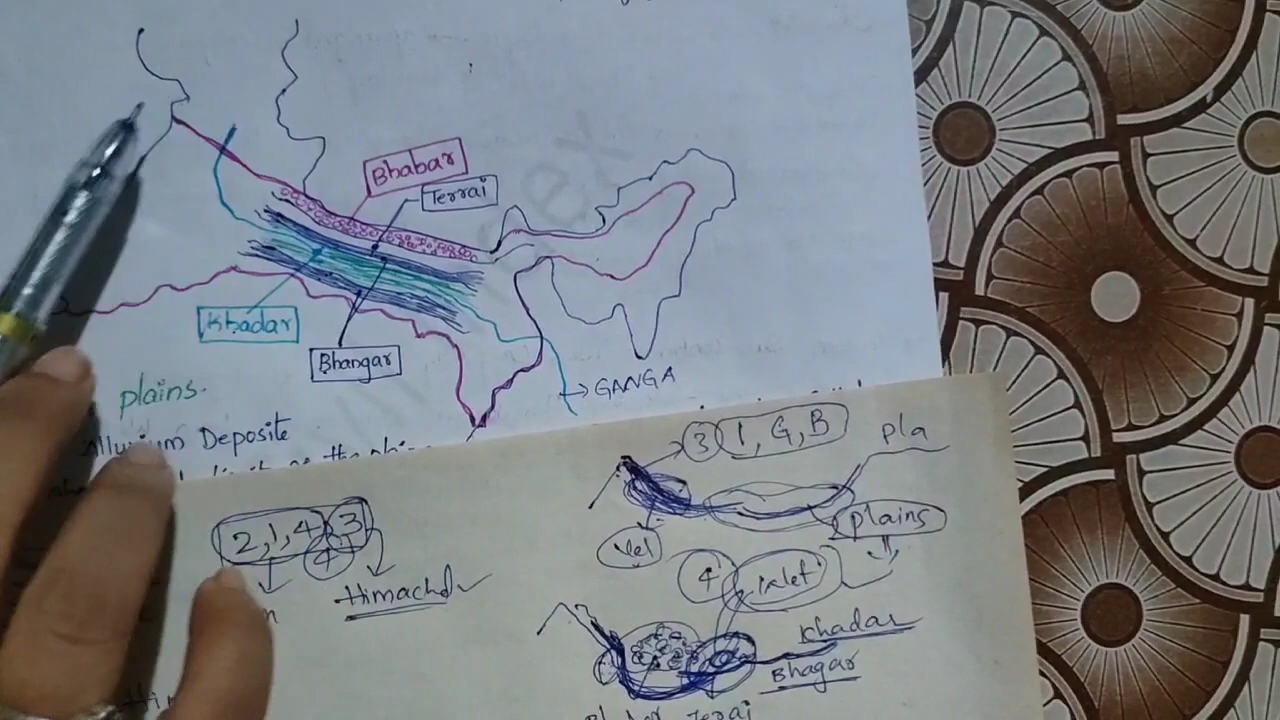 Bhabar
Terrai
Khadar
Bhangar
→ GANGA
plains.
Alluvium Deposite
3 I, G, B
Pla
Vel
plains
2,1,4 3
4
Himachal
4 inlet
Khadar
Bhagar
Terai